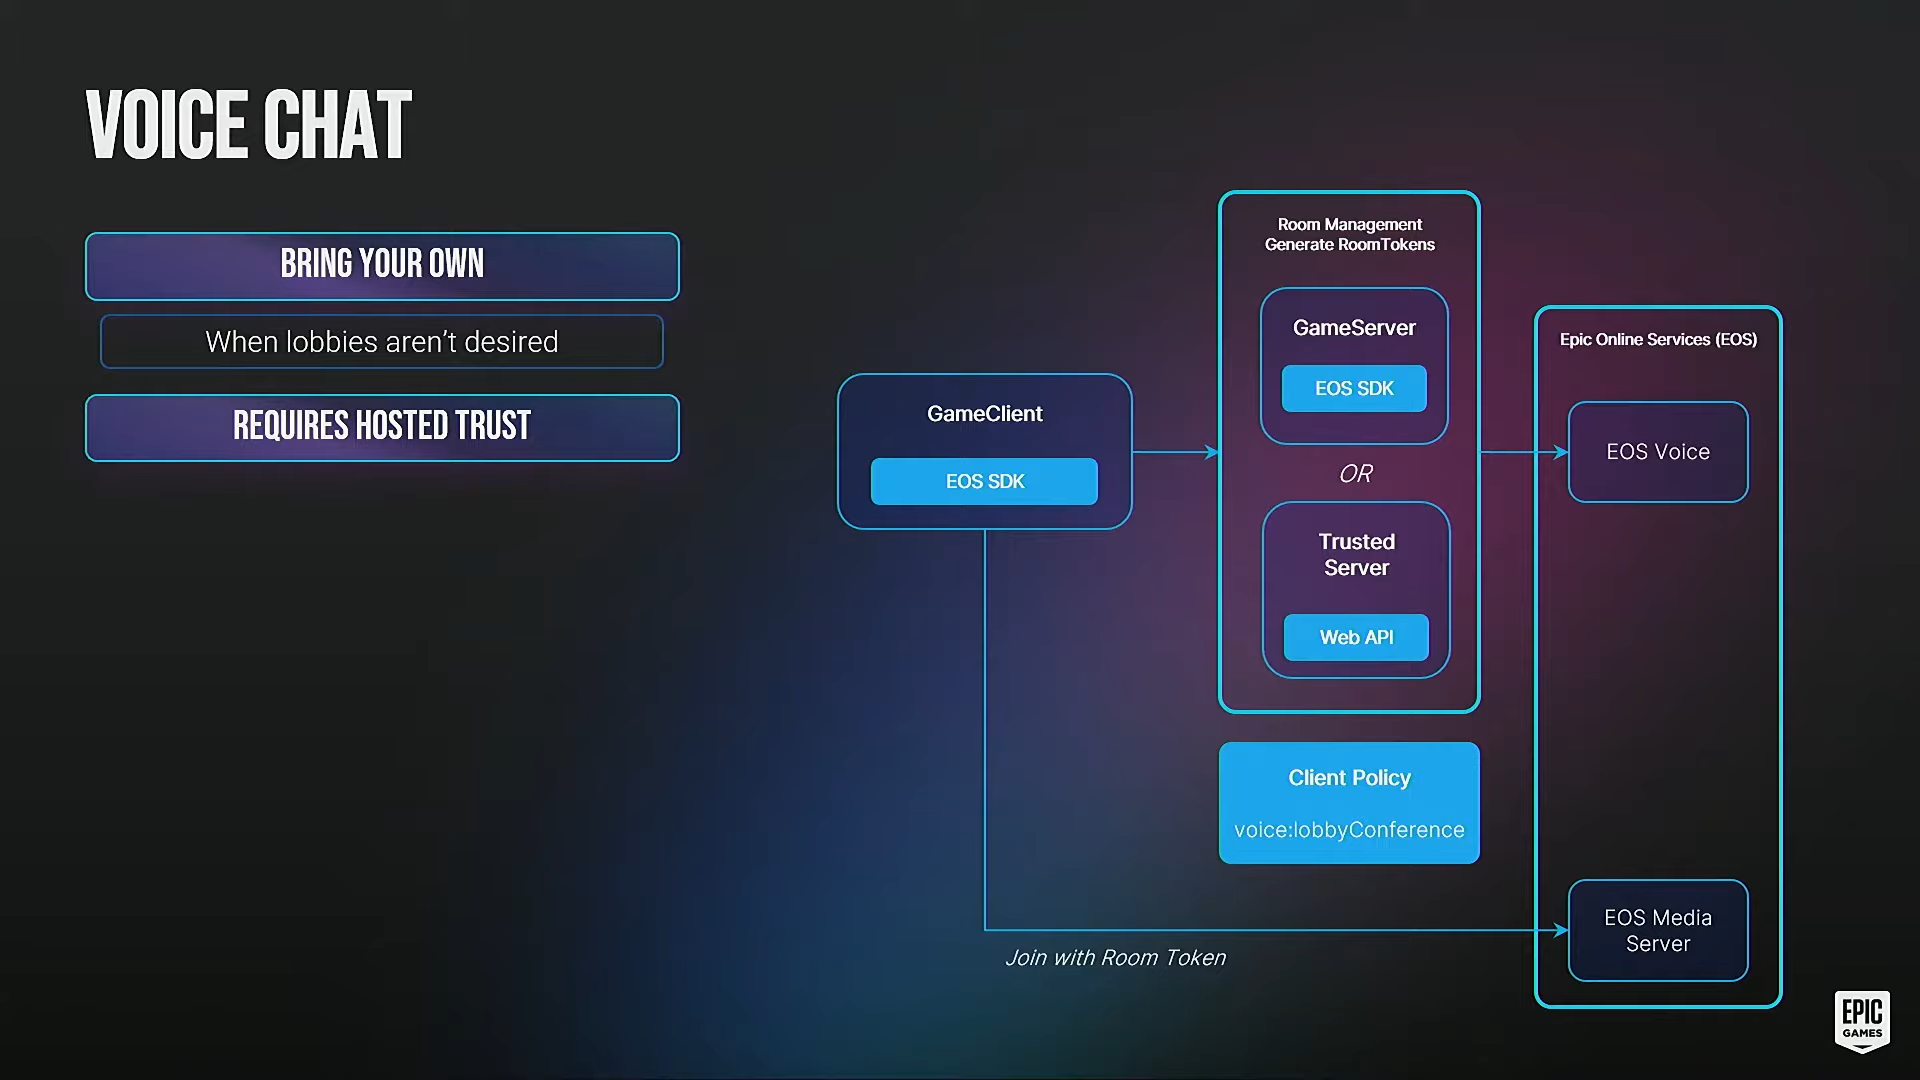 VOICE CHAT
BRING YOUR OWN
When lobbies aren't desired
REQUIRES HOSTED TRUST
GameClient
EOS SDK
Room Management
Generate RoomTokens
GameServer
EOS SDK
OR
Trusted
Server
Web API
Client Policy
voice:lobbyConference
Epic Online Services (EOS)
EOS Voice
EOS Media
Server
Join with Room Token
EPIC
GAMES